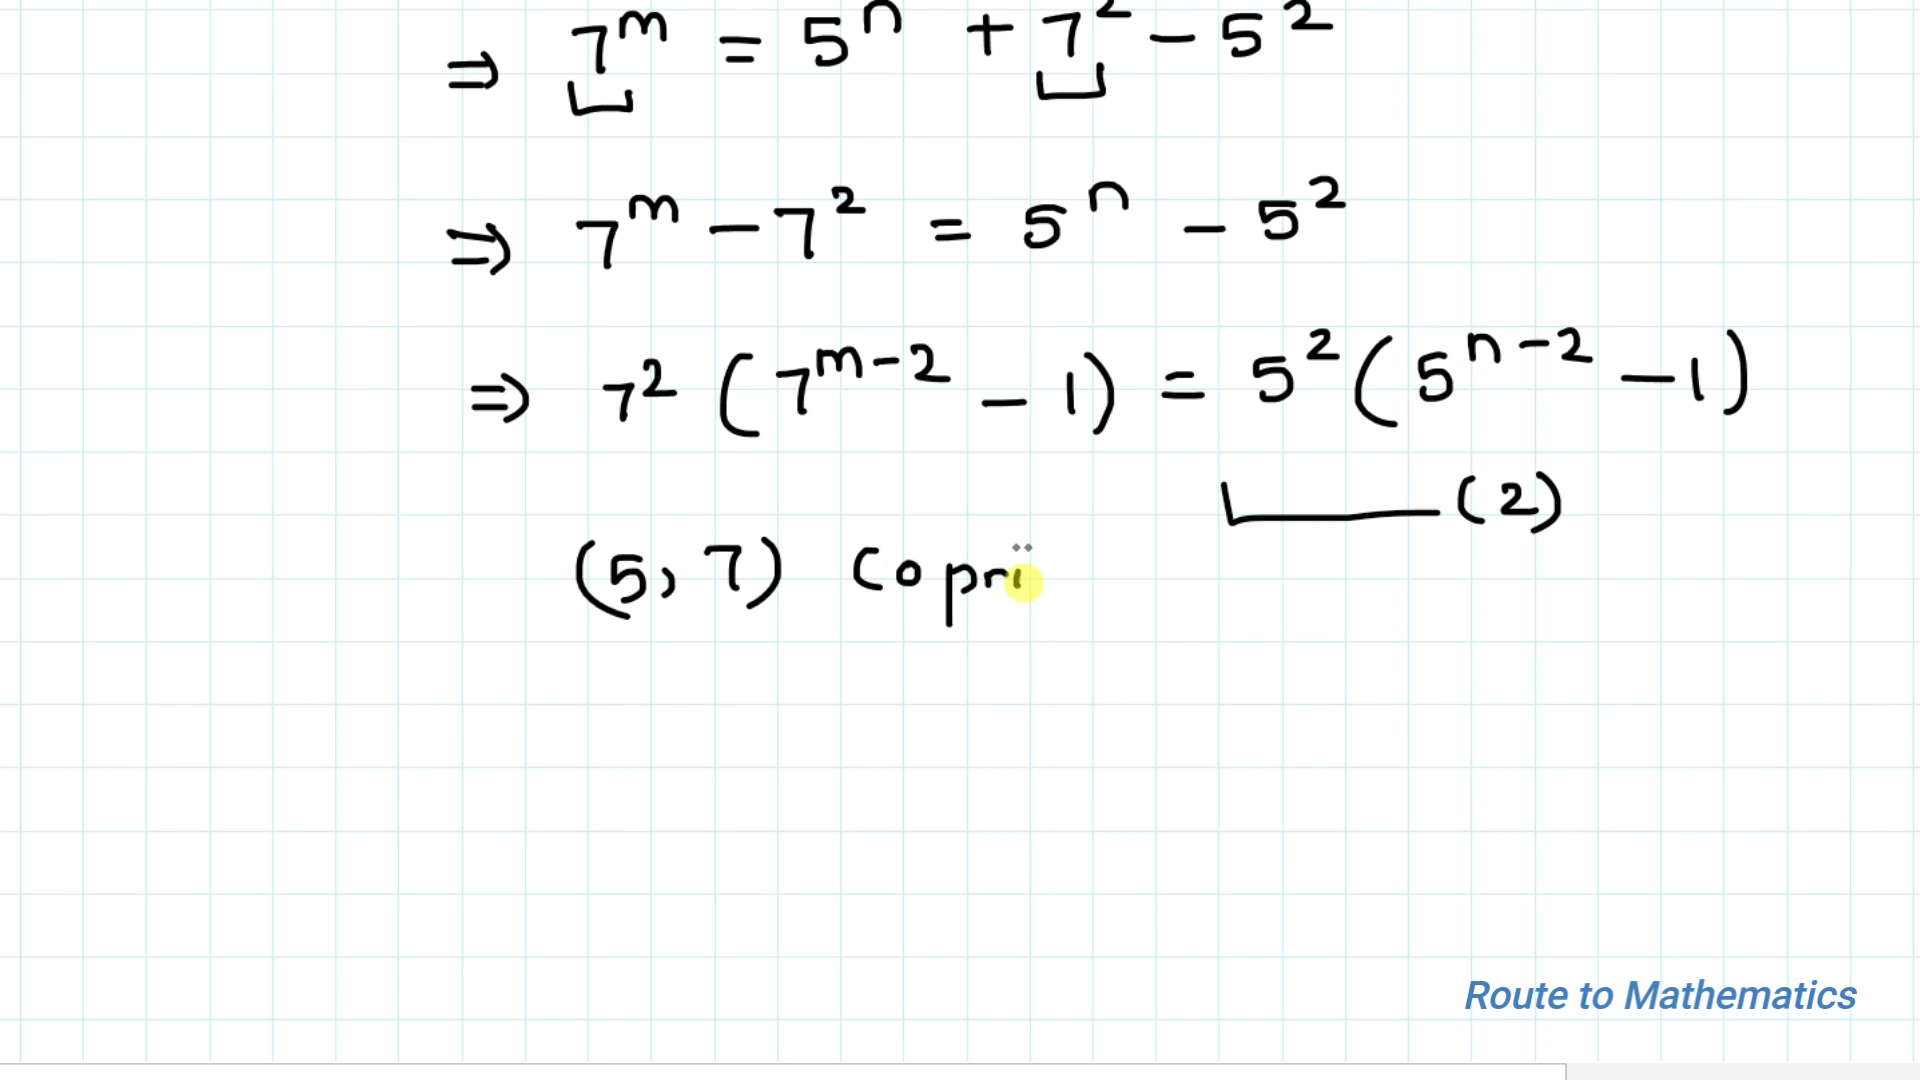 ⇒ 7^m = 5^n + 7^2 - 5^2
⇒ 7^m - 7^2 = 5^n - 5^2
⇒ 7^2 (7^{m-2} - 1) = 5^2 (5^{n-2} - 1)
(2)
(5, 7) copri
Route to Mathematics